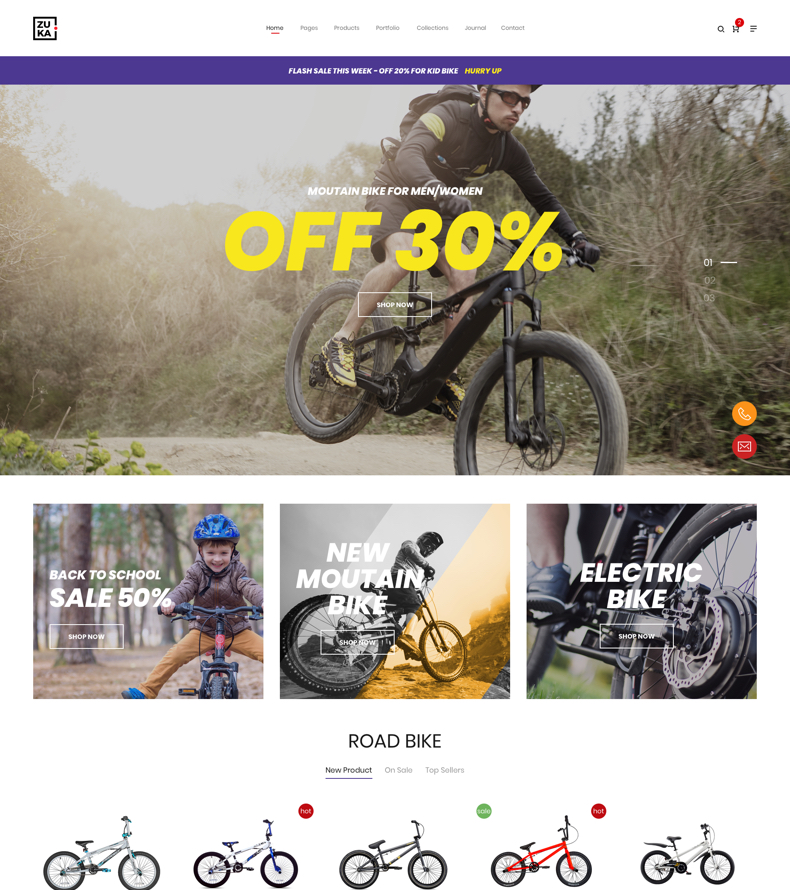 ZU
KA
Home Pages Products Portfolio Collections Journal Contact
2
FLASH SALE THIS WEEK - OFF 20% FOR KID BIKE HURRY UP
MOUTAIN BIKE FOR MEN/WOMEN
OFF 30%
01
02
03
SHOP NOW
BACK TO SCHOOL
SALE 50%
SHOP NOW
NEW
MOUTAIN
BIKE
SHOP NOW
ELECTRIC
BIKE
SHOP NOW
ROAD BIKE
New Product On Sale Top Sellers
hot
sale
hot